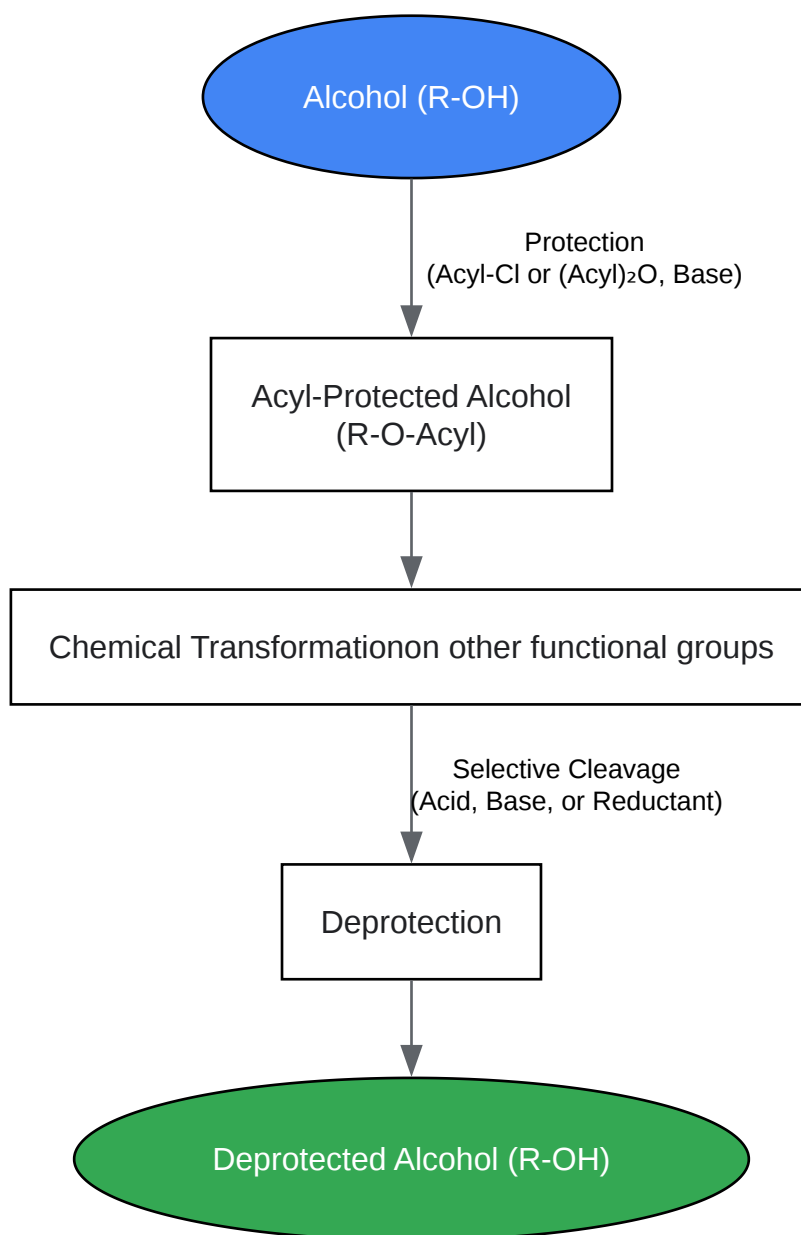 Alcohol (R-OH)
Protection
(Acyl-Cl or (Acyl)₂O, Base)
Acyl-Protected Alcohol
(R-O-Acyl)
Chemical Transformationon other functional groups
Selective Cleavage
(Acid, Base, or Reductant)
Deprotection
Deprotected Alcohol (R-OH)